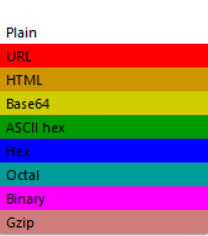 Plain
URL
HTML
Base64
ASCII hex
Hex
Octal
Binary
Gzip